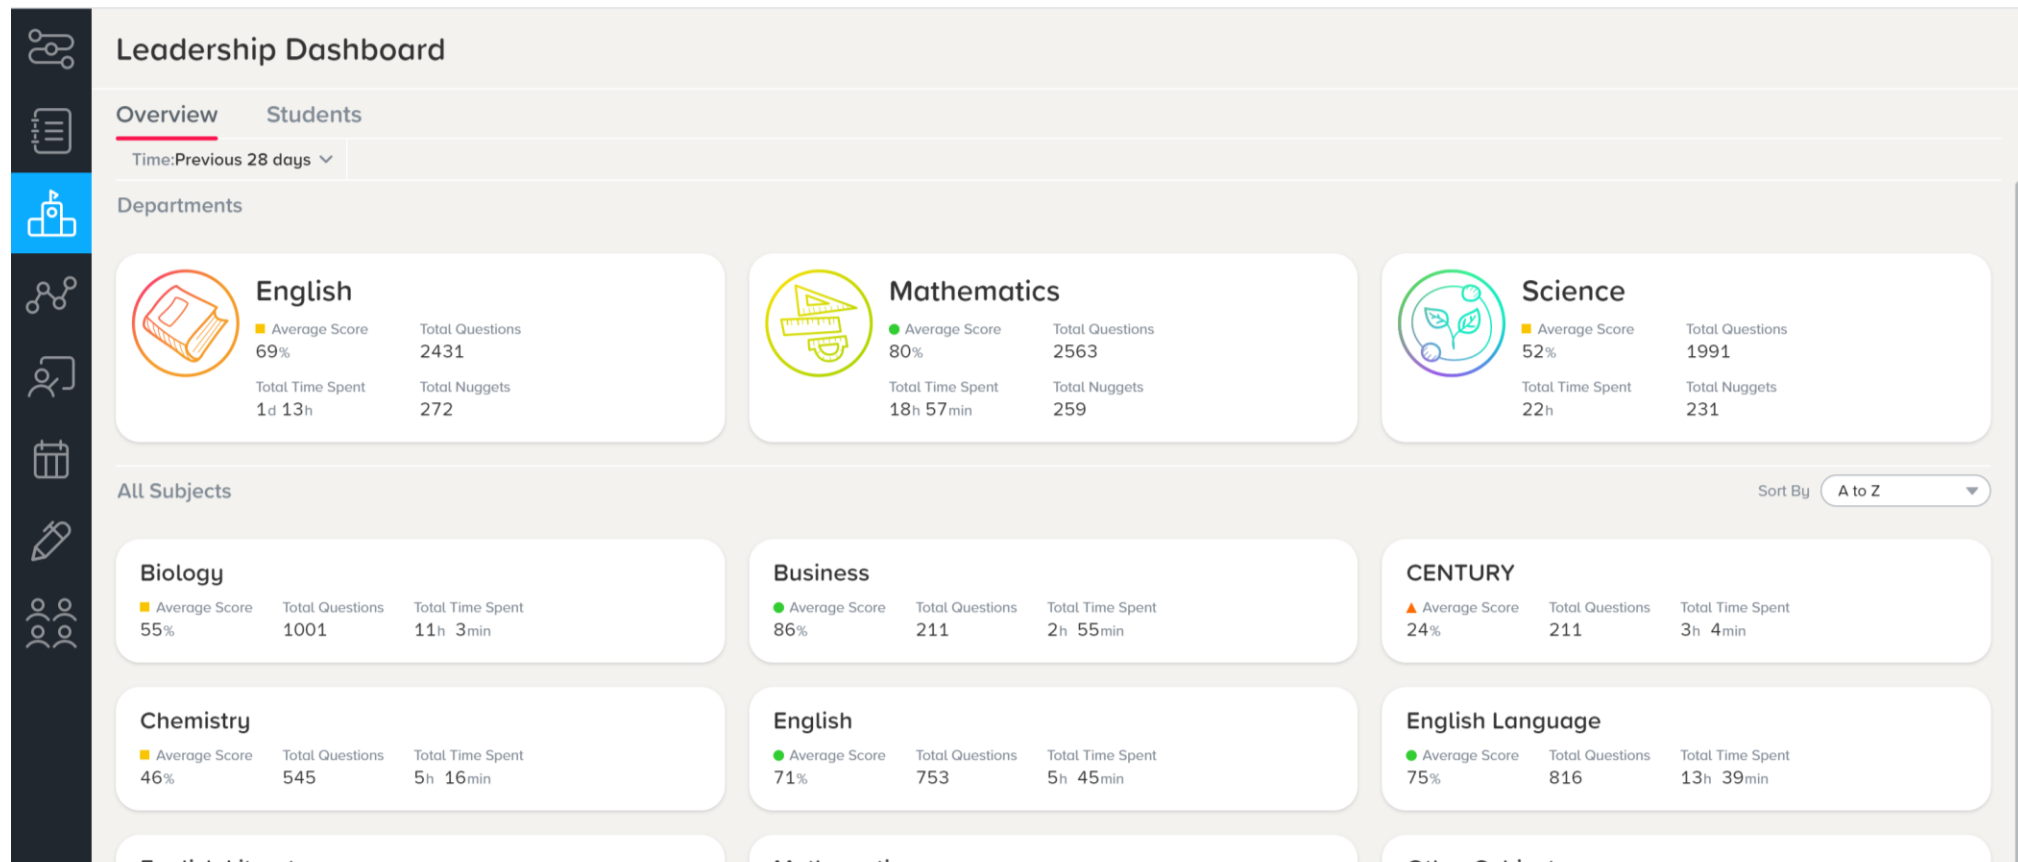 Leadership Dashboard
Overview Students
Time:Previous 28 days
Departments
English
Average Score Total Questions
69% 2431
Total Time Spent Total Nuggets
1d 13h 272
Mathematics
Average Score Total Questions
80% 2563
Total Time Spent Total Nuggets
18h 57min 259
Science
Average Score Total Questions
52% 1991
Total Time Spent Total Nuggets
22h 231
All Subjects
Sort By A to Z
Biology
Average Score Total Questions Total Time Spent
55% 1001 11h 3min
Business
Average Score Total Questions Total Time Spent
86% 211 2h 55min
CENTURY
Average Score Total Questions Total Time Spent
24% 211 3h 4min
Chemistry
Average Score Total Questions Total Time Spent
46% 545 5h 16min
English
Average Score Total Questions Total Time Spent
71% 753 5h 45min
English Language
Average Score Total Questions Total Time Spent
75% 816 13h 39min